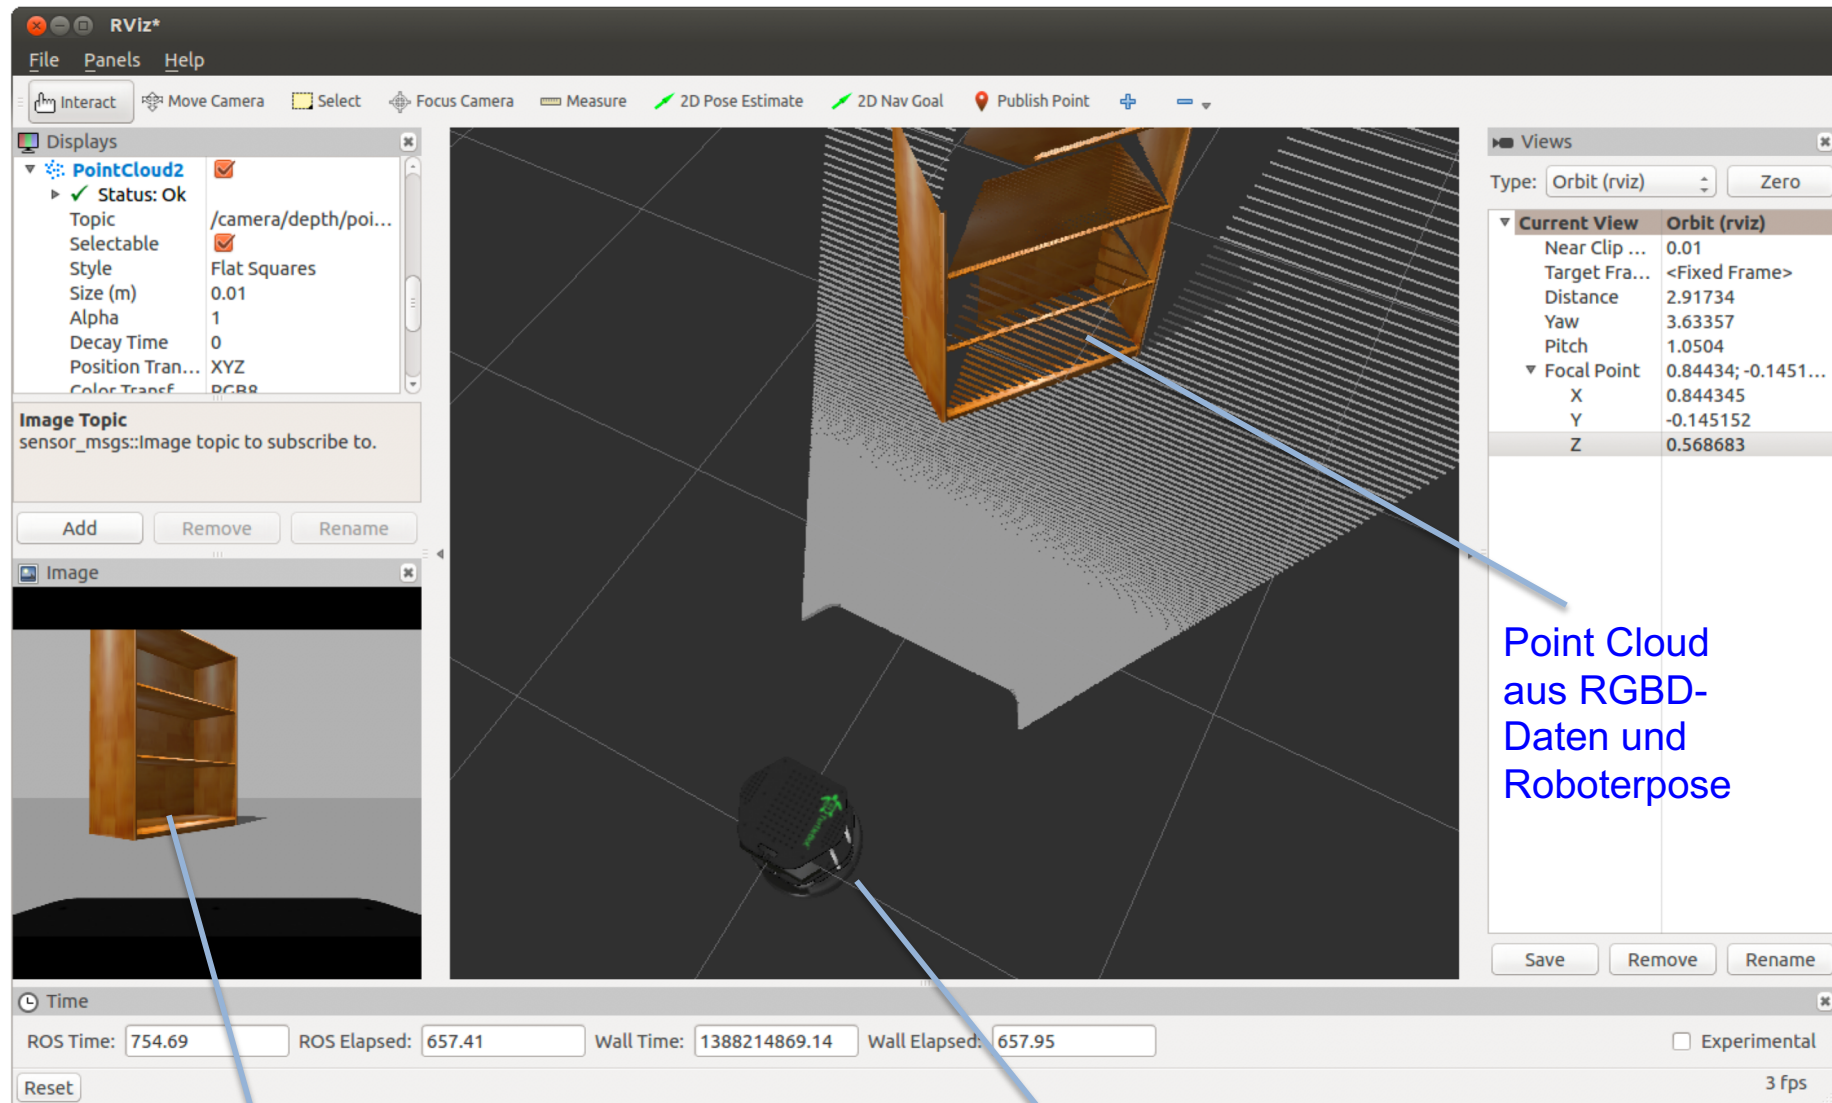 RViz*
File Panels Help
Interact Move Camera Select Focus Camera Measure 2D Pose Estimate 2D Nav Goal Publish Point
Displays
PointCloud2
Status: Ok
Topic /camera/depth/poi...
Selectable
Style Flat Squares
Size (m) 0.01
Alpha 1
Decay Time 0
Position Tran... XYZ
Color Transf RGB8
Image Topic
sensor_msgs::Image topic to subscribe to.
Add Remove Rename
Image
Views
Type: Orbit (rviz) Zero
Current View Orbit (rviz)
Near Clip ... 0.01
Target Fra... <Fixed Frame>
Distance 2.91734
Yaw 3.63357
Pitch 1.0504
Focal Point 0.84434; -0.1451...
X 0.844345
Y -0.145152
Z 0.568683
Point Cloud
aus RGBD-
Daten und
Roboterpose
Save Remove Rename
Time
ROS Time: 754.69 ROS Elapsed: 657.41 Wall Time: 1388214869.14 Wall Elapsed: 657.95 Experimental
Reset 3 fps